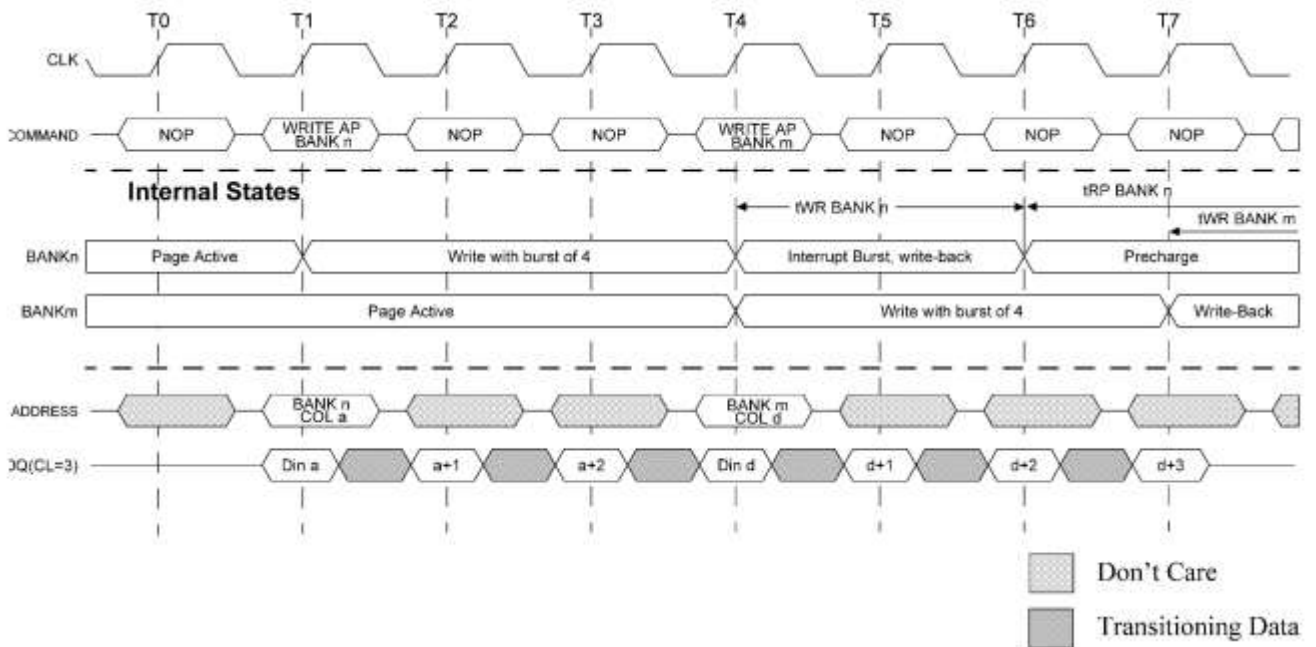 T0 T1 T2 T3 T4 T5 T6 T7
CLK
COMMAND NOP WRITE AP BANK n NOP NOP WRITE AP BANK m NOP NOP NOP
Internal States
tWR BANK n tRP BANK n
tWR BANK m
BANKn Page Active Write with burst of 4 Interrupt Burst, write-back Precharge
BANKm Page Active Write with burst of 4 Write-Back
ADDRESS BANK n COL a BANK m COL d
DQ(CL=3) Din a a+1 a+2 Din d d+1 d+2 d+3
Don't Care
Transitioning Data